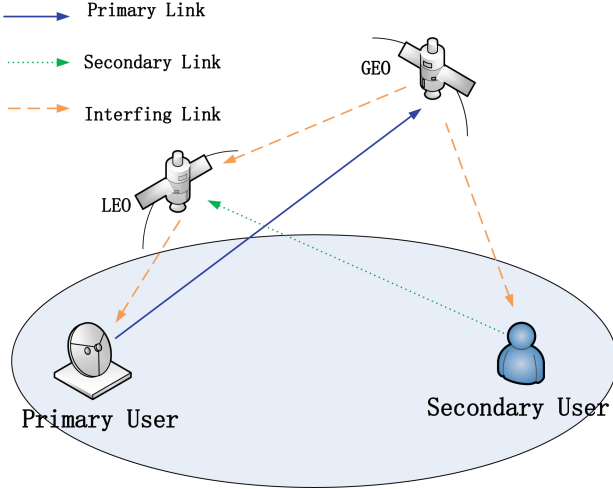 Primary Link
Secondary Link
Interfing Link
GEO
LEO
Primary User
Secondary User